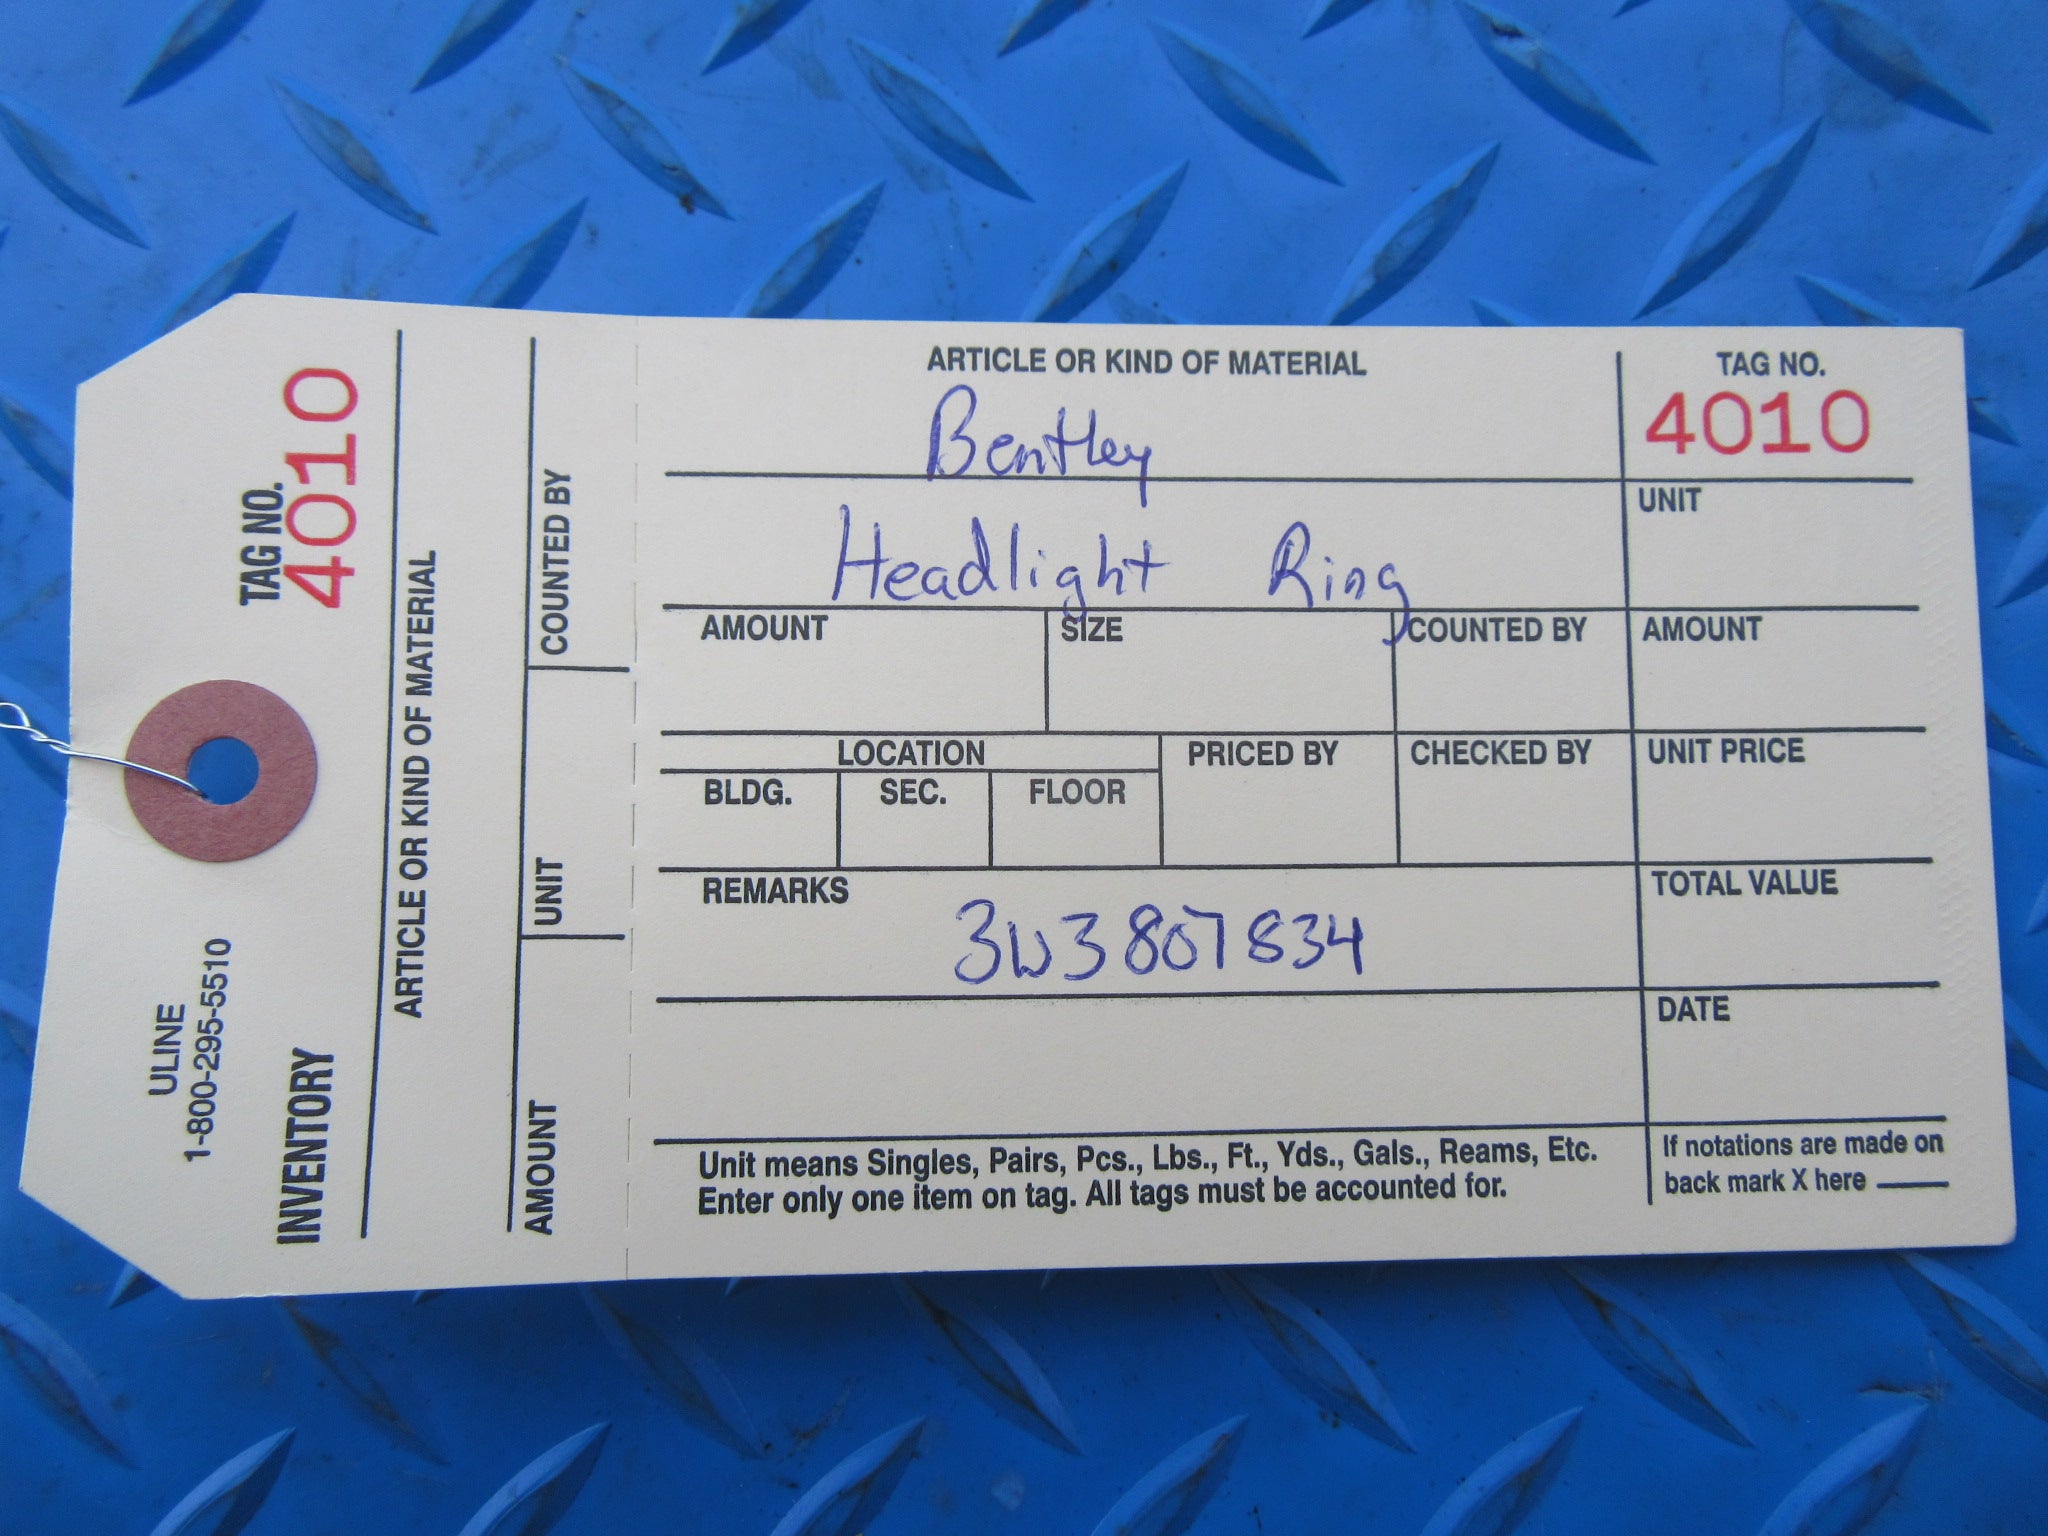 TAG NO.
4010
ULINE
1-800-295-5510
INVENTORY
ARTICLE OR KIND OF MATERIAL
COUNTED BY
UNIT
AMOUNT
ARTICLE OR KIND OF MATERIAL
Bentley
Headlight Ring
TAG NO.
4010
UNIT
AMOUNT
SIZE
COUNTED BY
AMOUNT
LOCATION
BLDG.
SEC.
FLOOR
PRICED BY
CHECKED BY
UNIT PRICE
REMARKS
3W3807834
TOTAL VALUE
DATE
Unit means Singles, Pairs, Pcs., Lbs., Ft., Yds., Gals., Reams, Etc.
Enter only one item on tag. All tags must be accounted for.
If notations are made on
back mark X here